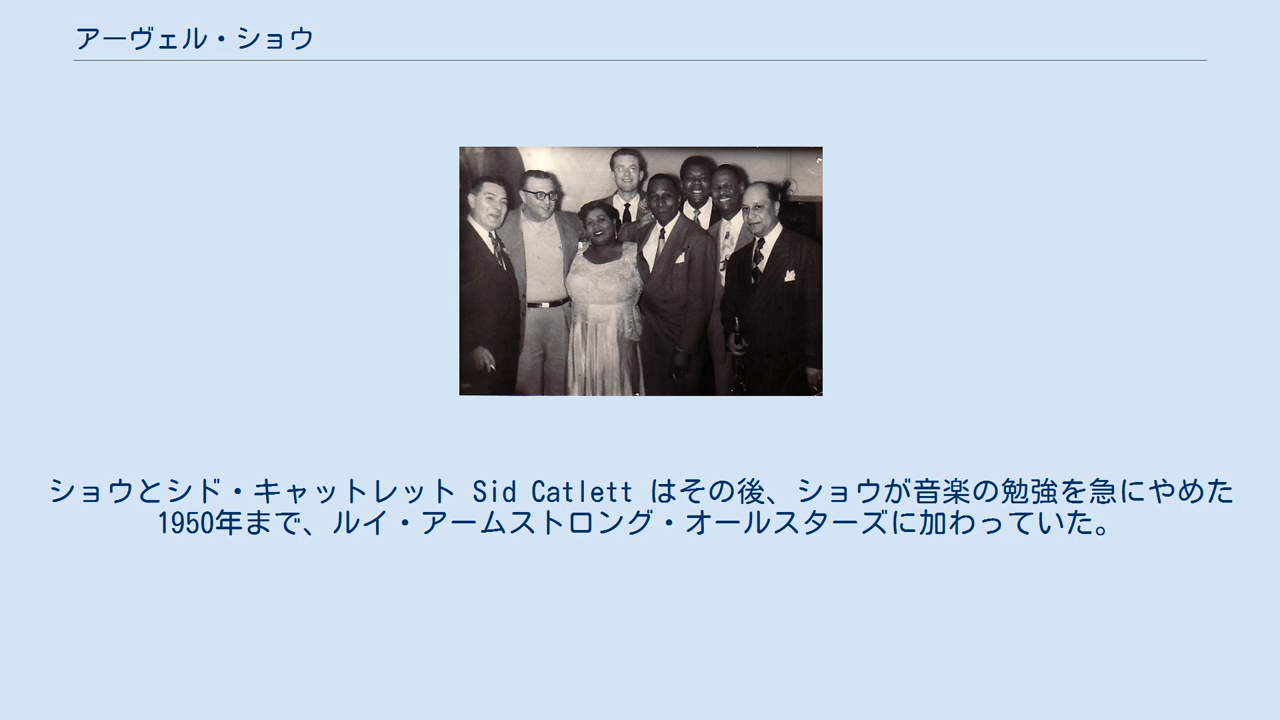 アーヴェル・ショウ
ショウとシド・キャットレット Sid Catlett はその後、ショウが音楽の勉強を急にやめた
1950年まで、ルイ・アームストロング・オールスターズに加わっていた。